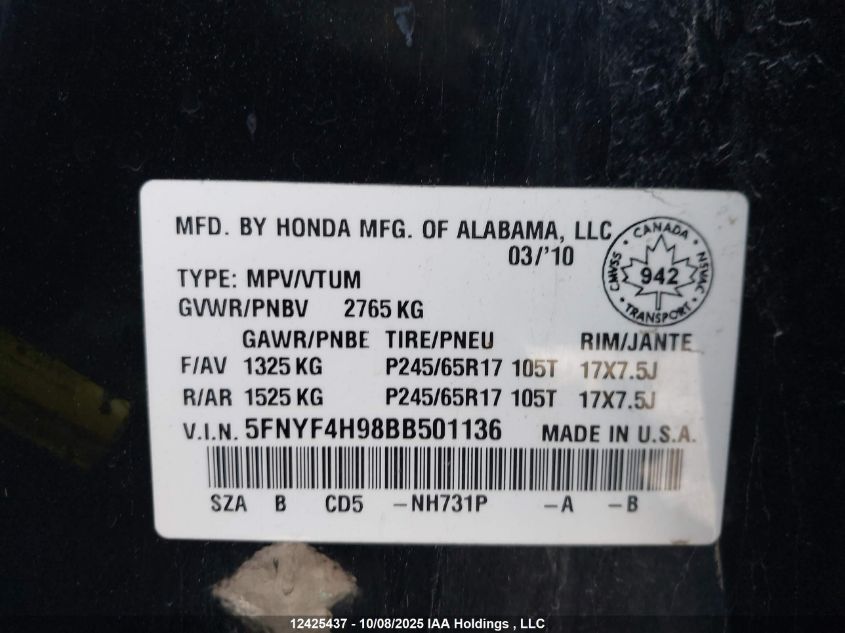 MFD. BY HONDA MFG. OF ALABAMA, LLC
03/'10
CANADA
CMVSS 942 NSVAC
TRANSPORT
TYPE: MPV/VTUM
GVWR/PNBV 2765 KG
GAWR/PNBE TIRE/PNEU RIM/JANTE
F/AV 1325 KG P245/65R17 105T 17X7.5J
R/AR 1525 KG P245/65R17 105T 17X7.5J
V.I.N. 5FNYF4H98BB501136 MADE IN U.S.A.
SZA B CD5 -NH731P -A -B
12425437 - 10/08/2025 IAA Holdings , LLC